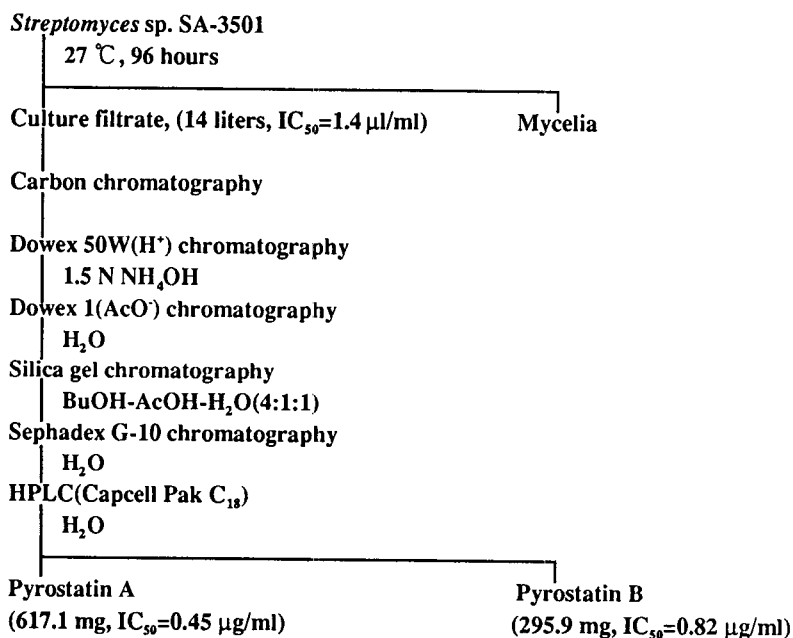 Streptomyces sp. SA-3501
27 ℃, 96 hours
Culture filtrate, (14 liters, IC₅₀=1.4 μl/ml) Mycelia
Carbon chromatography
Dowex 50W(H⁺) chromatography
1.5 N NH₄OH
Dowex 1(AcO⁻) chromatography
H₂O
Silica gel chromatography
BuOH-AcOH-H₂O(4:1:1)
Sephadex G-10 chromatography
H₂O
HPLC(Capcell Pak C₁₈)
H₂O
Pyrostatin A Pyrostatin B
(617.1 mg, IC₅₀=0.45 μg/ml) (295.9 mg, IC₅₀=0.82 μg/ml)